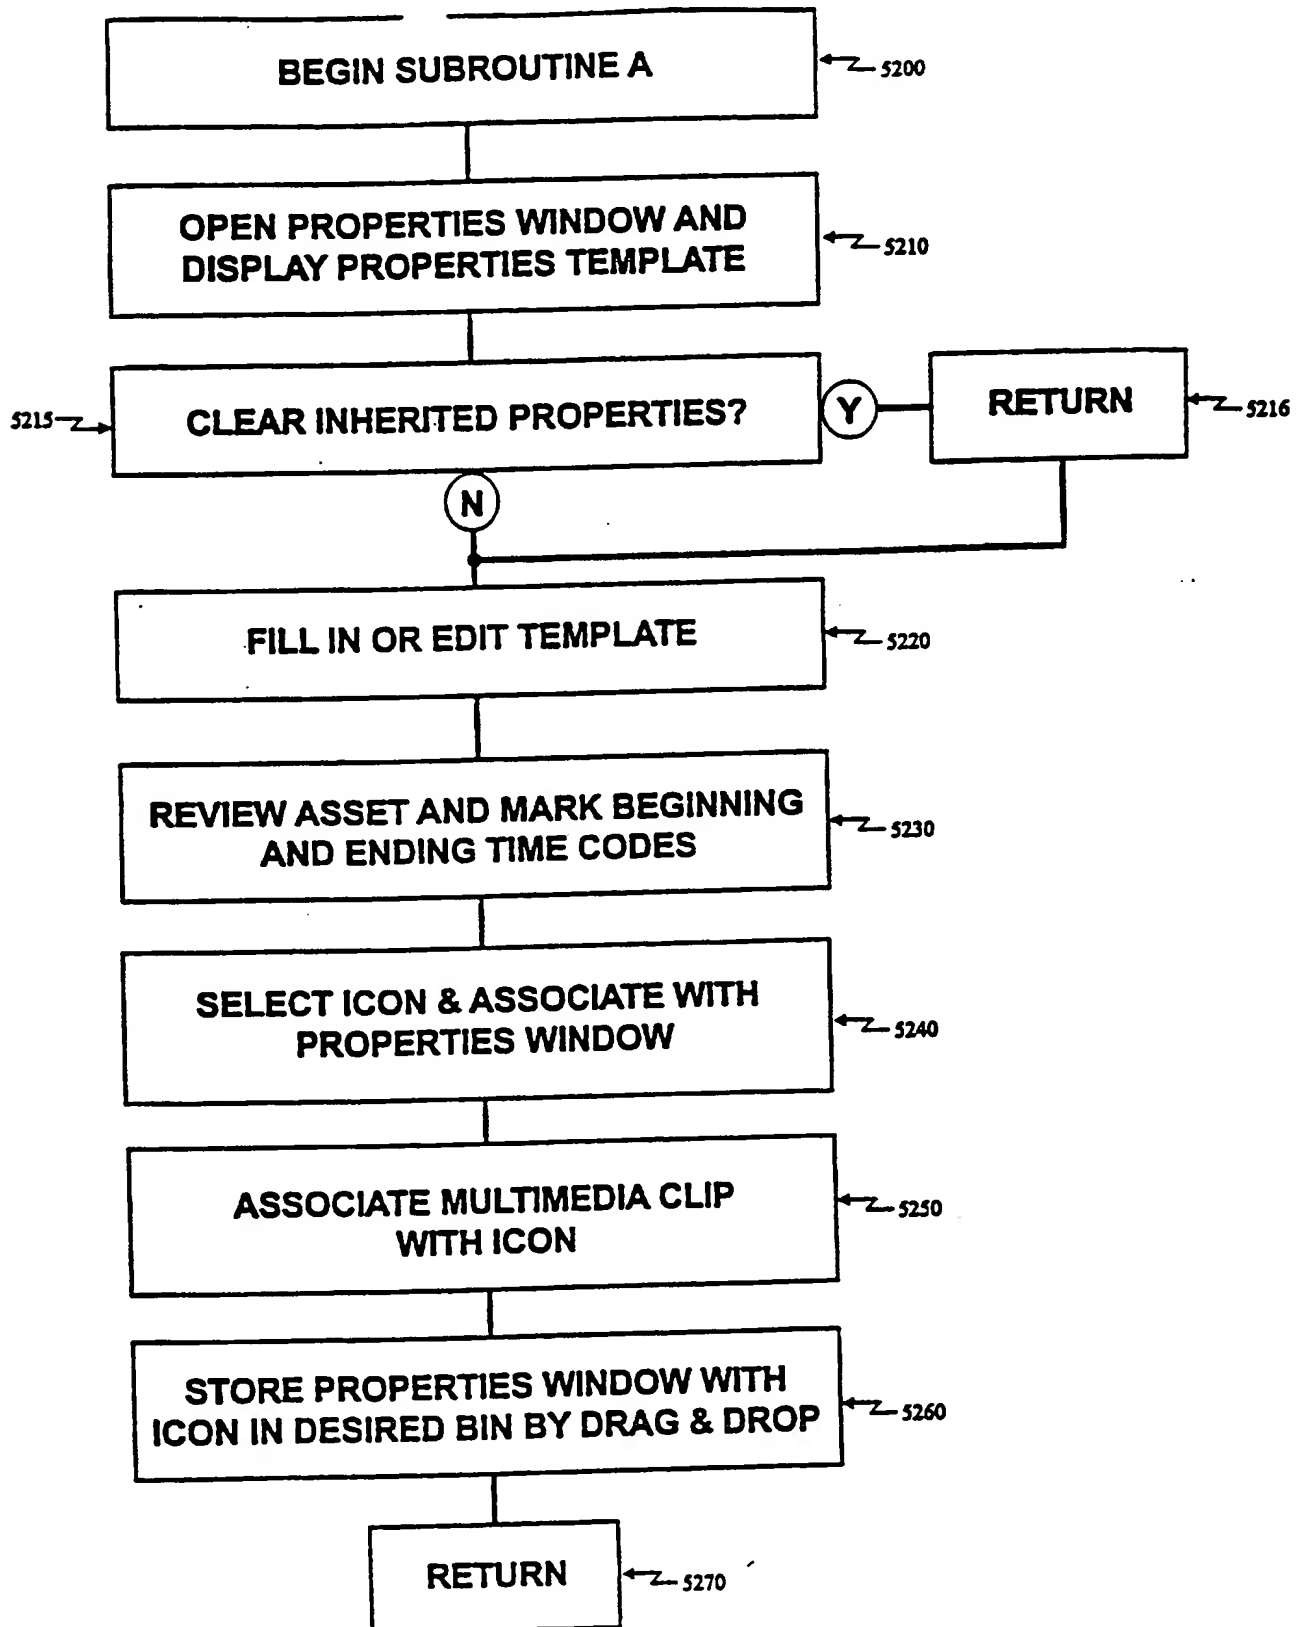 BEGIN SUBROUTINE A
5200
OPEN PROPERTIES WINDOW AND
DISPLAY PROPERTIES TEMPLATE
5210
5215
CLEAR INHERITED PROPERTIES?
Y
RETURN
5216
N
FILL IN OR EDIT TEMPLATE
5220
REVIEW ASSET AND MARK BEGINNING
AND ENDING TIME CODES
5230
SELECT ICON & ASSOCIATE WITH
PROPERTIES WINDOW
5240
ASSOCIATE MULTIMEDIA CLIP
WITH ICON
5250
STORE PROPERTIES WINDOW WITH
ICON IN DESIRED BIN BY DRAG & DROP
5260
RETURN
5270